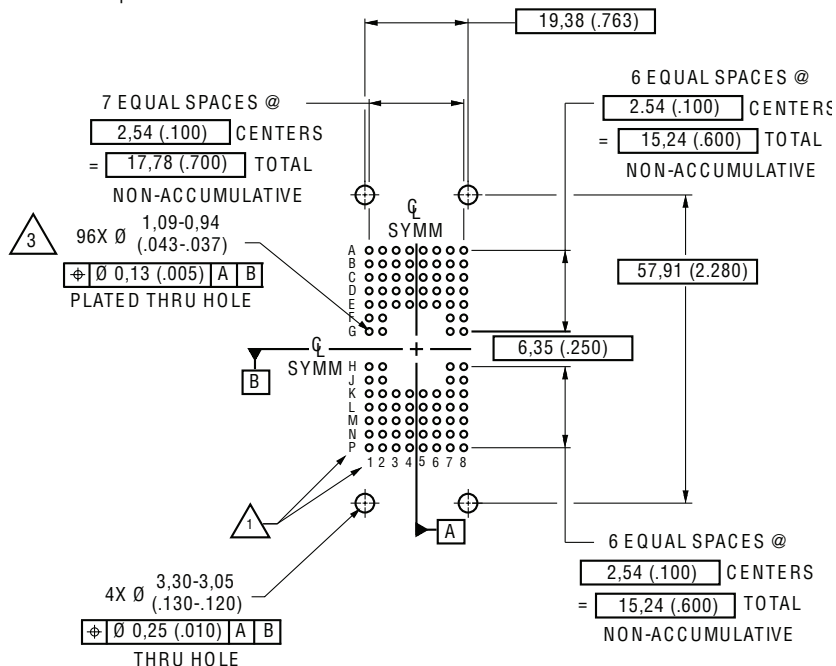 19,38 (.763)
7 EQUAL SPACES @
2,54 (.100) CENTERS
= 17,78 (.700) TOTAL
NON-ACCUMULATIVE
6 EQUAL SPACES @
2.54 (.100) CENTERS
= 15,24 (.600) TOTAL
NON-ACCUMULATIVE
3
96X Ø 1,09-0,94
(.043-.037)
⌖ Ø 0,13 (.005) A B
PLATED THRU HOLE
℄
SYMM
A
B
C
D
E
F
G
57,91 (2.280)
6,35 (.250)
℄
SYMM
B
H
J
K
L
M
N
P
1 2 3 4 5 6 7 8
1
A
4X Ø 3,30-3,05
(.130-.120)
⌖ Ø 0,25 (.010) A B
THRU HOLE
6 EQUAL SPACES @
2,54 (.100) CENTERS
= 15,24 (.600) TOTAL
NON-ACCUMULATIVE